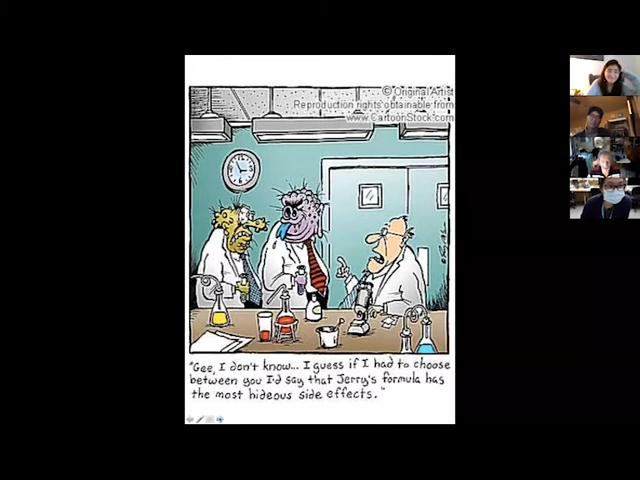 © Original Artist
Reproduction rights obtainable from
www.CartoonStock.com
"Gee, I don't know... I guess if I had to choose
between you I'd say that Jerry's formula has
the most hideous side effects."